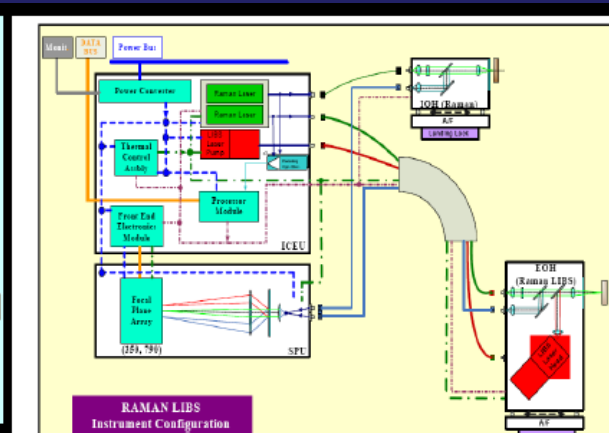 Monit
DATA
BUS
Power Bus
Power Converter
Raman Laser
Raman Laser
LIBS
Laser
Pump
Thermal
Control
Assbly
Processor
Module
Front End
Electronics
Module
ICEU
Focal
Plane
Array
(350, 790)
SPU
IOH (Raman)
A/F
Landing Lock
EOH
(Raman LIBS)
LIBS
Laser
Head
A/F
RAMAN LIBS
Instrument Configuration